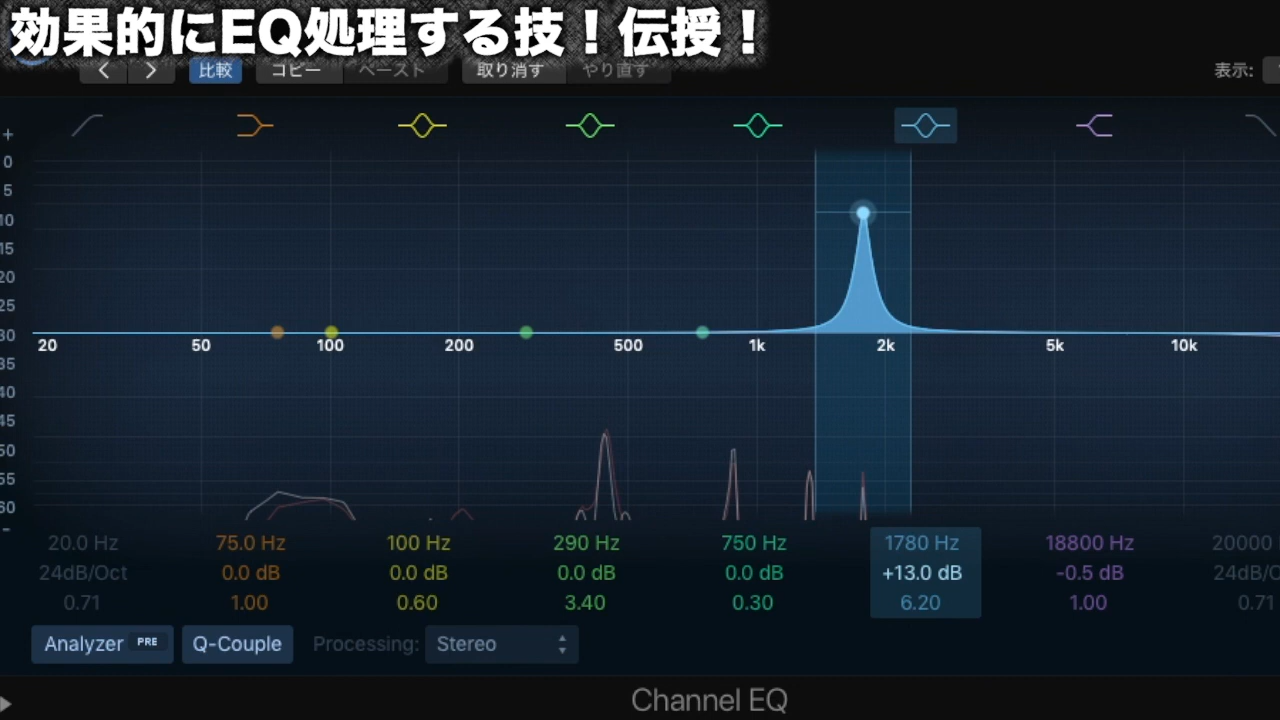 効果的にEQ処理する技！伝授！
比較 コピー ペースト 取り消す やり直す 表示:
+
0
5
10
15
20
25
30
35
40
45
50
55
60
-
20 50 100 200 500 1k 2k 5k 10k
20.0 Hz 75.0 Hz 100 Hz 290 Hz 750 Hz 1780 Hz 18800 Hz 20000
24dB/Oct 0.0 dB 0.0 dB 0.0 dB 0.0 dB +13.0 dB -0.5 dB 24dB/O
0.71 1.00 0.60 3.40 0.30 6.20 1.00 0.71
Analyzer PRE Q-Couple Processing: Stereo
Channel EQ